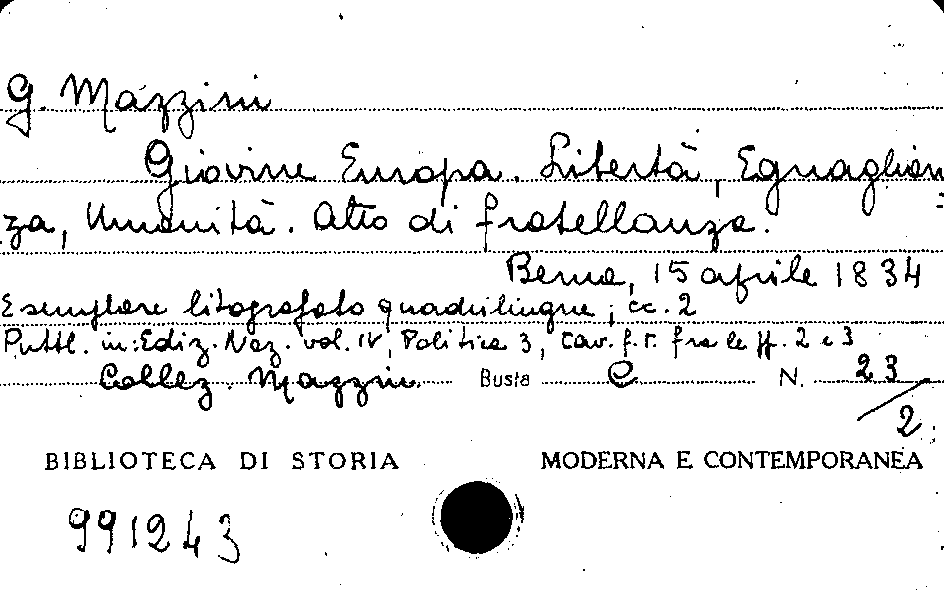 G. Mazzini
Giovine Europa. Libertà, Eguaglian
za, Umanità. Atto di fratellanza.
Berna, 15 aprile 1834
Esemplare litografato quadrilingue; cc. 2
Pubbl. in: Ediz. Naz. vol. IV, Politica 3, tav. f.t. fra le pp. 2 e 3
Collez. Mazzini Busta C N. 23/2
BIBLIOTECA DI STORIA MODERNA E CONTEMPORANEA
991243